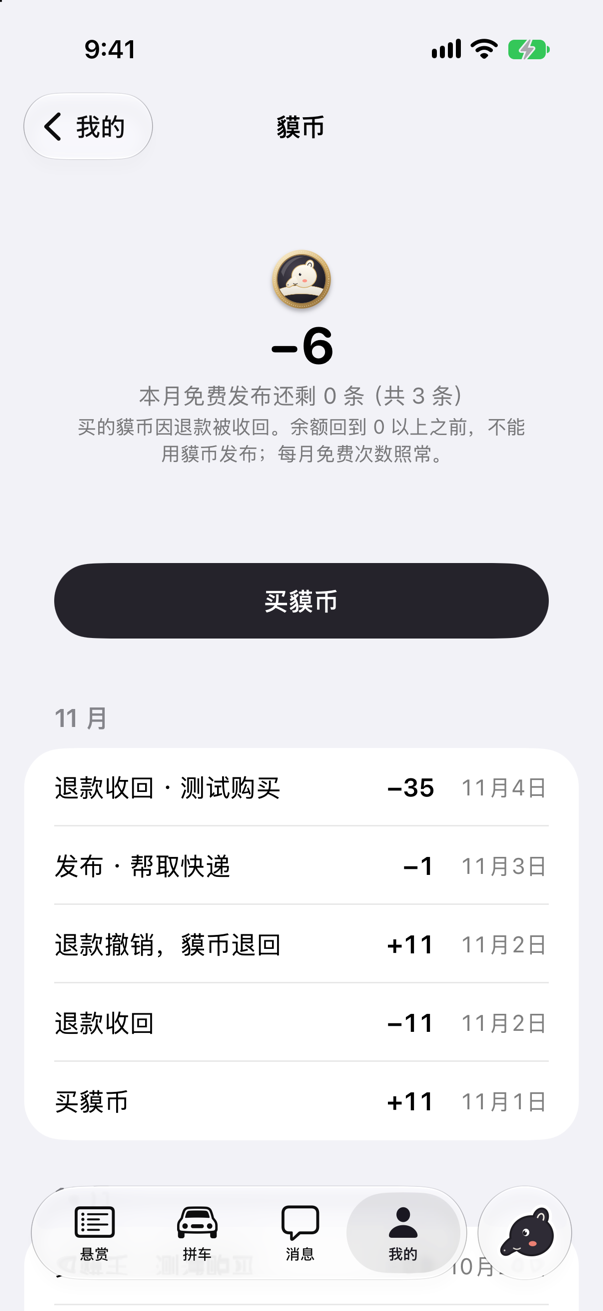 9:41
我的
貘币
−6
本月免费发布还剩 0 条（共 3 条）
买的貘币因退款被收回。余额回到 0 以上之前，不能
用貘币发布；每月免费次数照常。
买貘币
11 月
退款收回 · 测试购买 −35 11月4日
发布 · 帮取快递 −1 11月3日
退款撤销，貘币退回 +11 11月2日
退款收回 −11 11月2日
买貘币 +11 11月1日
悬赏 拼车 消息 我的